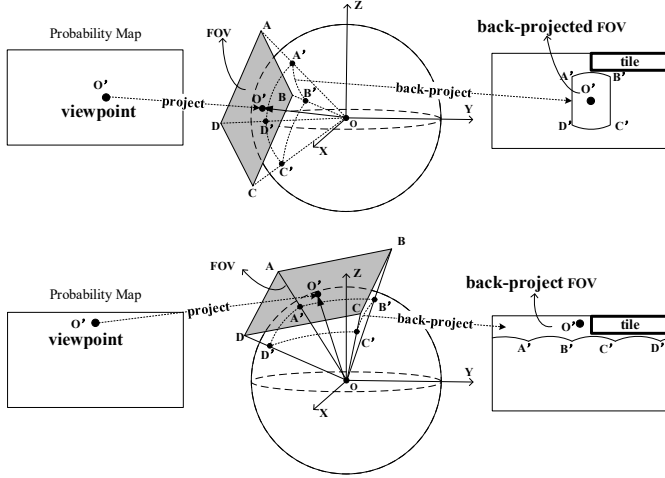 Probability Map
O'
viewpoint
project
FOV
A
Z
A'
O'
B
B'
D
D'
O
Y
X
C'
C
back-project
back-projected FOV
tile
A'
B'
O'
D'
C'
Probability Map
O'
viewpoint
project
FOV
A
B
Z
O'
A'
C
B'
D
D'
C'
O
Y
X
back-project
back-project FOV
O'
tile
A'
B'
C'
D'